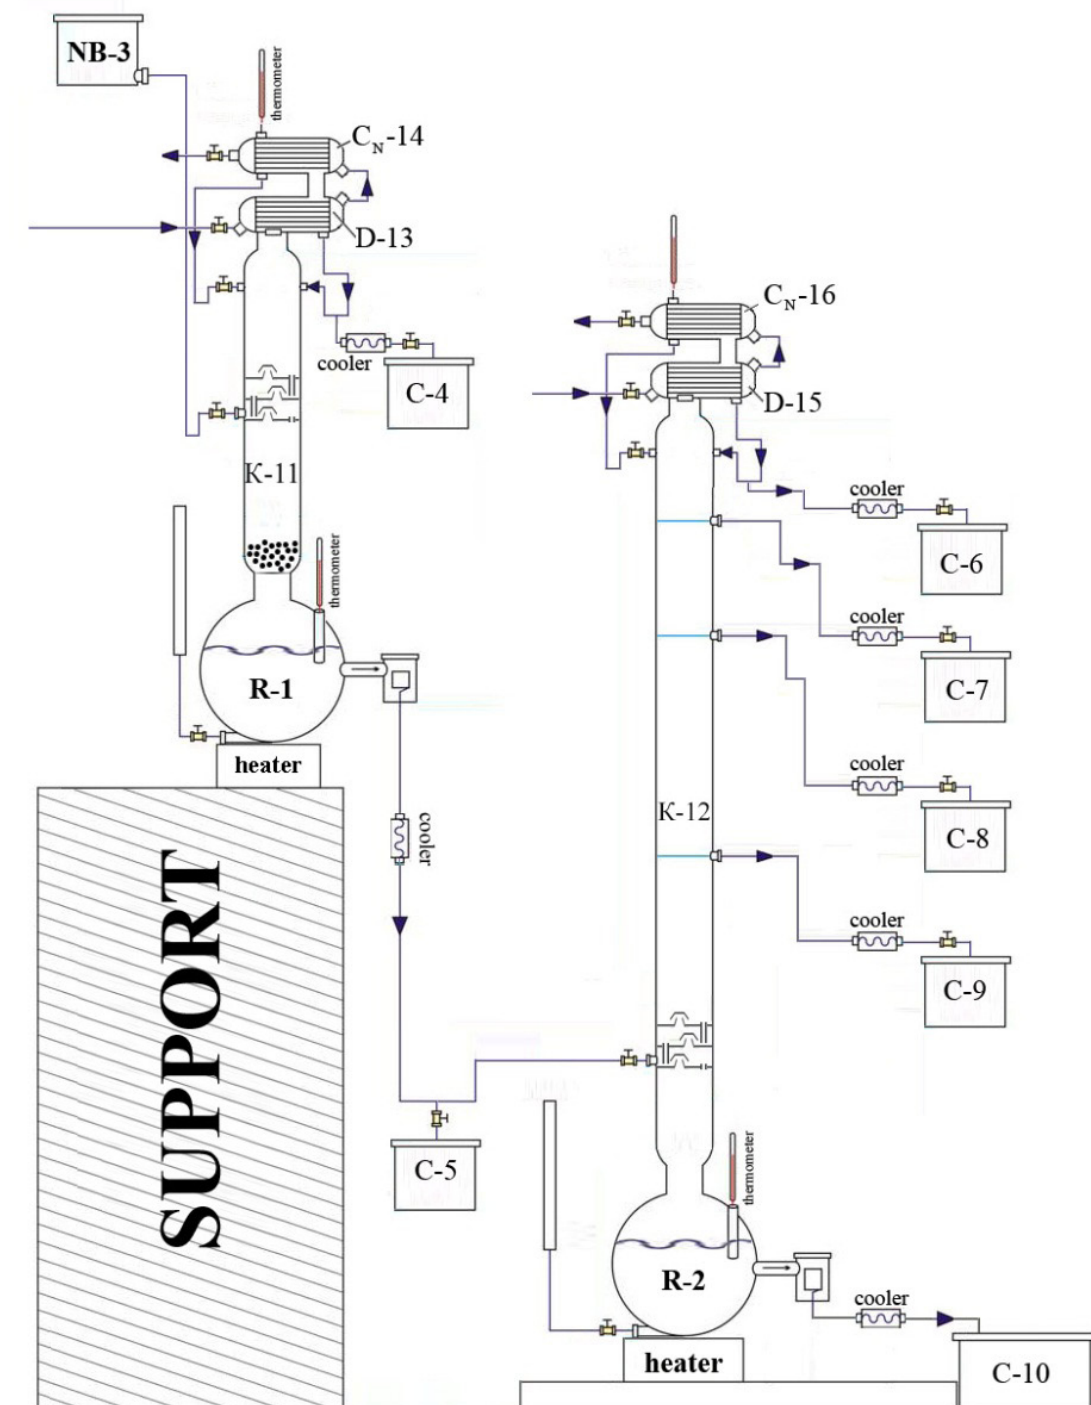 NB-3
thermometer
C_N-14
D-13
cooler
C-4
K-11
thermometer
R-1
heater
cooler
SUPPORT
C-5
C_N-16
D-15
cooler
C-6
cooler
C-7
cooler
C-8
K-12
cooler
C-9
thermometer
R-2
cooler
heater
C-10